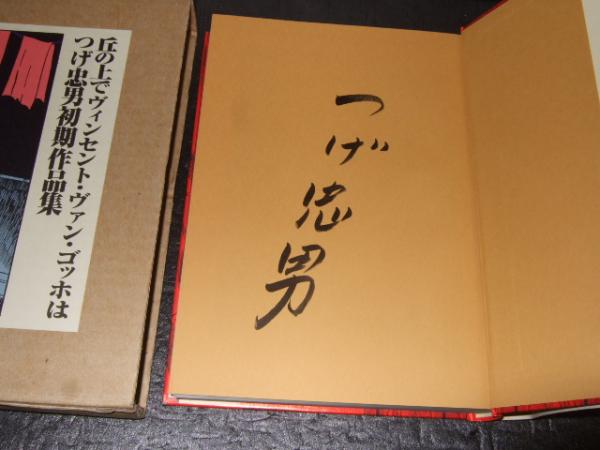 丘の上でヴィンセント・ヴァン・ゴッホは
つげ忠男初期作品集
つげ忠男